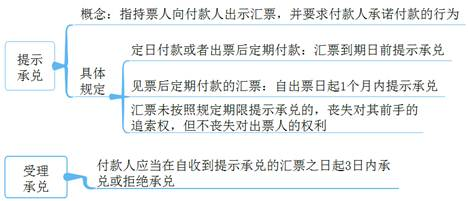 概念：指持票人向付款人出示汇票，并要求付款人承诺付款的行为
提示
承兑
定日付款或者出票后定期付款：汇票到期日前提示承兑
具体
规定
见票后定期付款的汇票：自出票日起1个月内提示承兑
汇票未按照规定期限提示承兑的，丧失对其前手的
追索权，但不丧失对出票人的权利
受理
承兑
付款人应当在自收到提示承兑的汇票之日起3日内承
兑或拒绝承兑